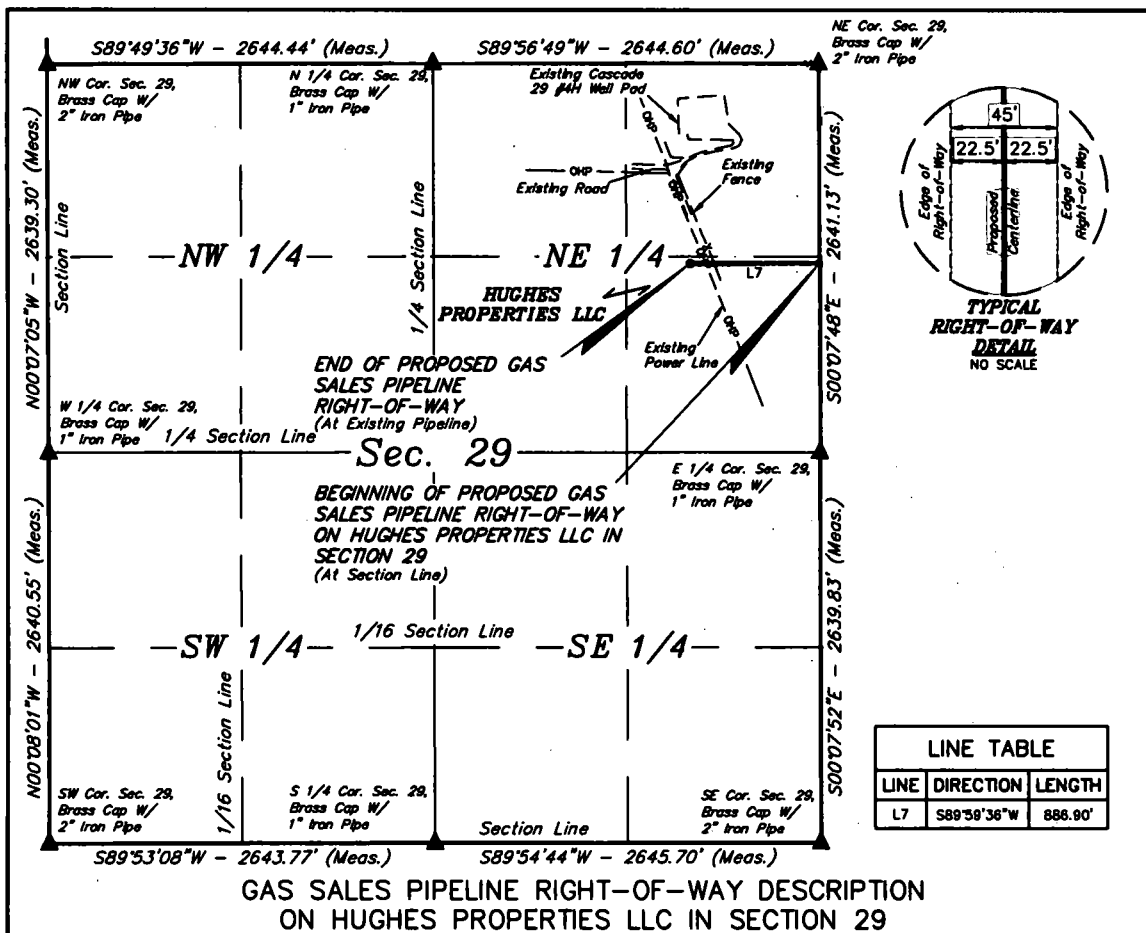 S89°49'36"W - 2644.44' (Meas.)
S89°56'49"W - 2644.60' (Meas.)
NE Cor. Sec. 29,
Brass Cap W/
2" Iron Pipe
NW Cor. Sec. 29,
Brass Cap W/
2" Iron Pipe
N 1/4 Cor. Sec. 29,
Brass Cap W/
1" Iron Pipe
Existing Cascade
29 #4H Well Pad
OHP
OHP
OHP
OHP
OHP
Existing Road
Existing
Fence
45'
22.5'
22.5'
Edge of
Right-of-Way
Proposed
Centerline
Edge of
Right-of-Way
TYPICAL
RIGHT-OF-WAY
DETAIL
NO SCALE
N00°07'05"W - 2639.30' (Meas.)
Section Line
1/4 Section Line
S00°07'48"E - 2641.13' (Meas.)
NW 1/4
NE 1/4
L7
HUGHES
PROPERTIES LLC
Existing
Power Line
END OF PROPOSED GAS
SALES PIPELINE
RIGHT-OF-WAY
(At Existing Pipeline)
W 1/4 Cor. Sec. 29,
Brass Cap W/
1" Iron Pipe
1/4 Section Line
Sec. 29
E 1/4 Cor. Sec. 29,
Brass Cap W/
1" Iron Pipe
BEGINNING OF PROPOSED GAS
SALES PIPELINE RIGHT-OF-WAY
ON HUGHES PROPERTIES LLC IN
SECTION 29
(At Section Line)
N00°08'01"W - 2640.55' (Meas.)
S00°07'52"E - 2639.83' (Meas.)
SW 1/4
1/16 Section Line
SE 1/4
1/16 Section Line
LINE TABLE
LINE DIRECTION LENGTH
L7 S89°59'36"W 886.90'
SW Cor. Sec. 29,
Brass Cap W/
2" Iron Pipe
S 1/4 Cor. Sec. 29,
Brass Cap W/
1" Iron Pipe
Section Line
SE Cor. Sec. 29,
Brass Cap W/
2" Iron Pipe
S89°53'08"W - 2643.77' (Meas.)
S89°54'44"W - 2645.70' (Meas.)
GAS SALES PIPELINE RIGHT-OF-WAY DESCRIPTION
ON HUGHES PROPERTIES LLC IN SECTION 29